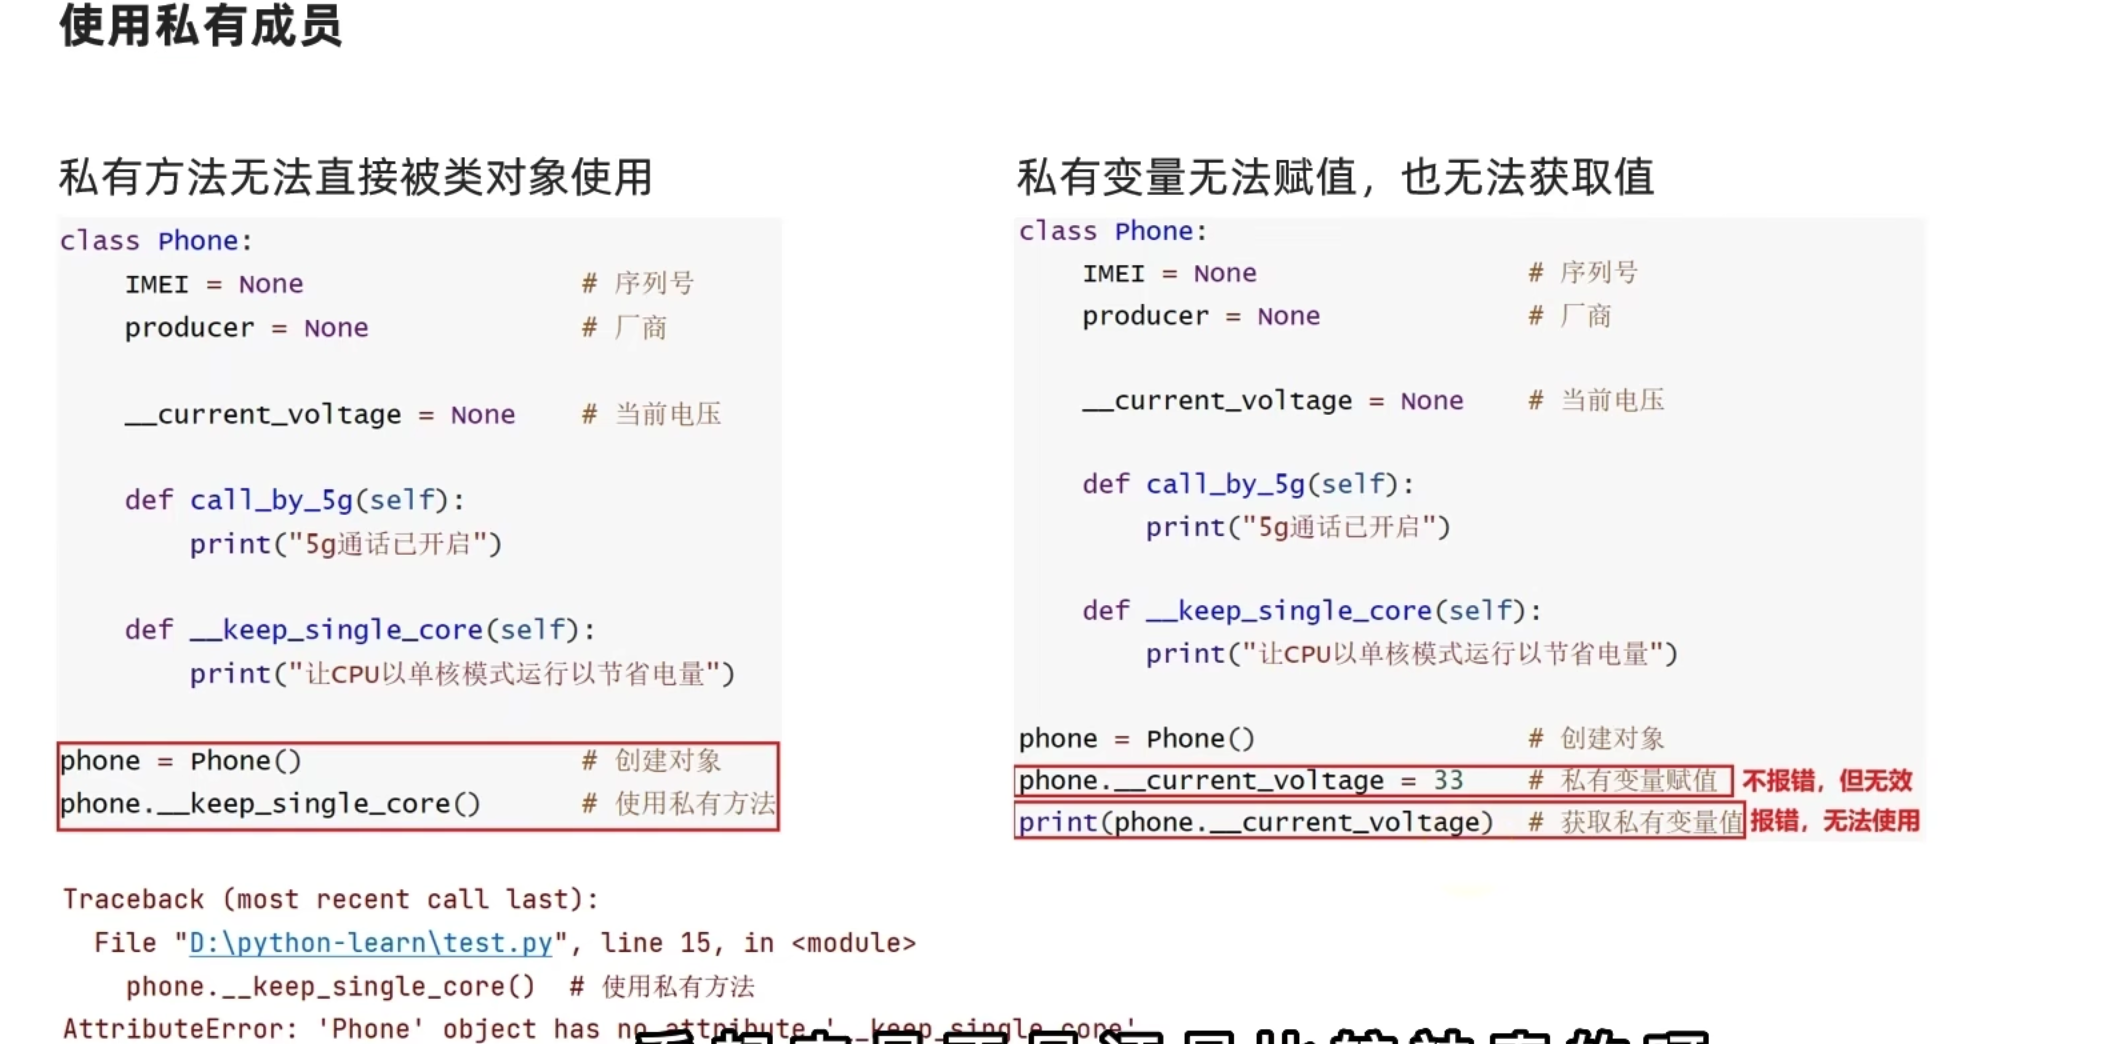 使用私有成员
私有方法无法直接被类对象使用
class Phone:
    IMEI = None                 # 序列号
    producer = None             # 厂商
    __current_voltage = None    # 当前电压
    def call_by_5g(self):
        print("5g通话已开启")
    def __keep_single_core(self):
        print("让CPU以单核模式运行以节省电量")
phone = Phone()                 # 创建对象
phone.__keep_single_core()      # 使用私有方法
Traceback (most recent call last):
  File "D:\python-learn\test.py", line 15, in <module>
    phone.__keep_single_core()  # 使用私有方法
AttributeError: 'Phone' object has no attribute '__keep_single_core'
私有变量无法赋值，也无法获取值
class Phone:
    IMEI = None                 # 序列号
    producer = None             # 厂商
    __current_voltage = None    # 当前电压
    def call_by_5g(self):
        print("5g通话已开启")
    def __keep_single_core(self):
        print("让CPU以单核模式运行以节省电量")
phone = Phone()                 # 创建对象
phone.__current_voltage = 33    # 私有变量赋值 不报错，但无效
print(phone.__current_voltage)  # 获取私有变量值 报错，无法使用